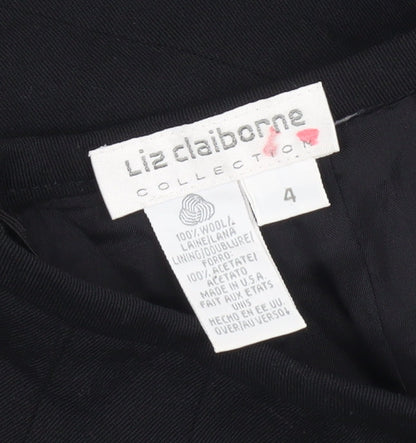 Liz claiborne
COLLECTION
4
100% WOOL/
LAINE/LANA
LINING/DOUBLURE/
FORRO:
100% ACETATE/
ACETATO
MADE IN U.S.A.
FAIT AUX ETATS
UNIS
HECHO EN EE UU.
OVER/AU VERSO/